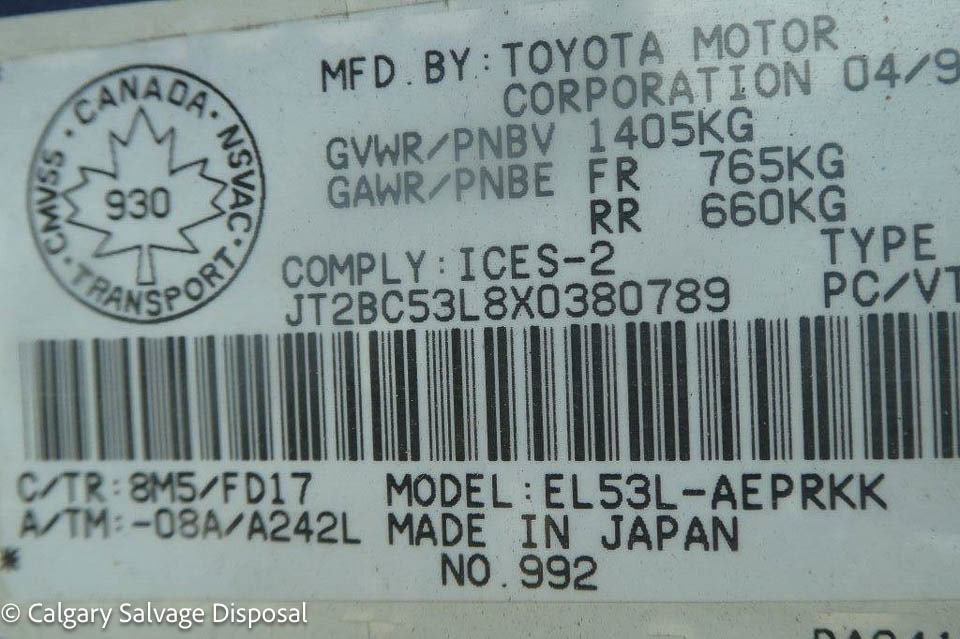 MFD. BY: TOYOTA MOTOR
CORPORATION 04/9
CANADA · NSVAC · TRANSPORT · CMVSS ·
930
GVWR/PNBV 1405KG
GAWR/PNBE FR 765KG
RR 660KG
COMPLY: ICES-2 TYPE
JT2BC53L8X0380789 PC/VT
C/TR: 8M5/FD17 MODEL: EL53L-AEPRKK
A/TM: -08A/A242L MADE IN JAPAN
* NO. 992
© Calgary Salvage Disposal